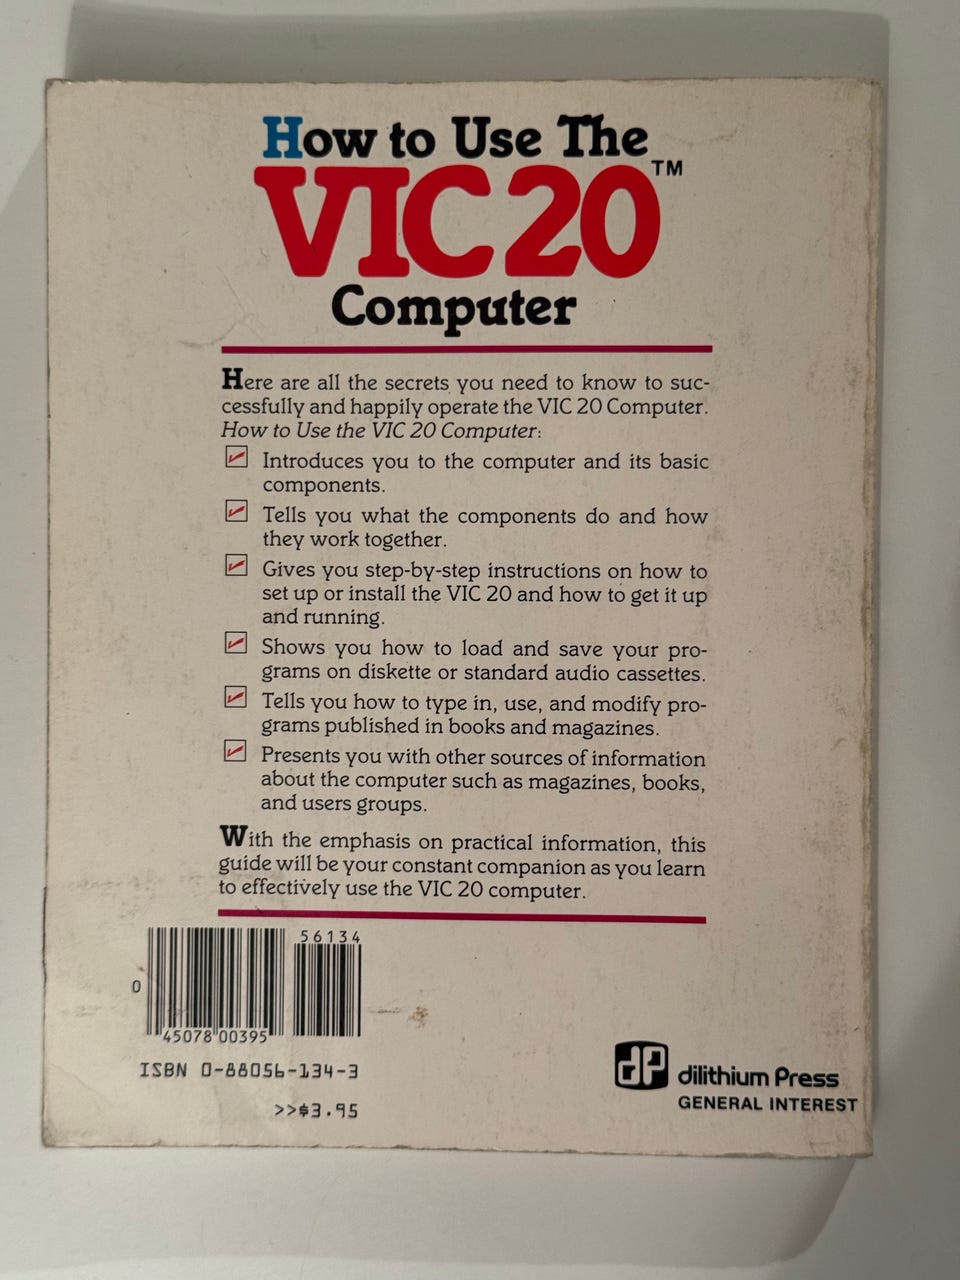 How to Use The
VIC 20™
Computer
Here are all the secrets you need to know to suc-
cessfully and happily operate the VIC 20 Computer.
How to Use the VIC 20 Computer:
Introduces you to the computer and its basic
components.
Tells you what the components do and how
they work together.
Gives you step-by-step instructions on how to
set up or install the VIC 20 and how to get it up
and running.
Shows you how to load and save your pro-
grams on diskette or standard audio cassettes.
Tells you how to type in, use, and modify pro-
grams published in books and magazines.
Presents you with other sources of information
about the computer such as magazines, books,
and users groups.
With the emphasis on practical information, this
guide will be your constant companion as you learn
to effectively use the VIC 20 computer.
56134
0
45078 00395
ISBN 0-88056-134-3
>>$3.95
dP dilithium Press
GENERAL INTEREST